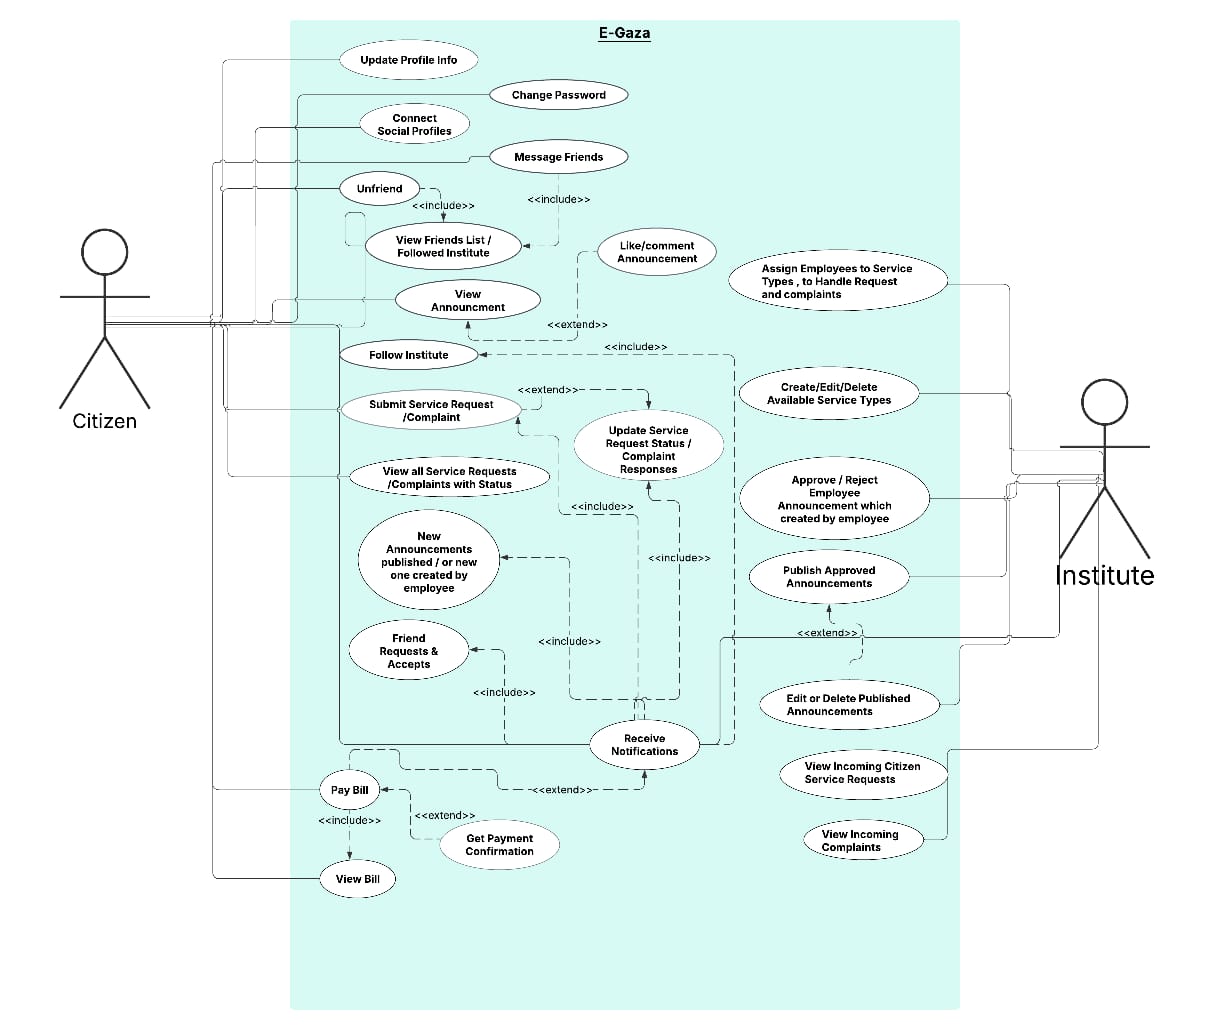 E-Gaza
Update Profile Info
Change Password
Connect
Social Profiles
Message Friends
Unfriend
<<include>>
<<include>>
View Friends List /
Followed Institute
Like/comment
Announcement
Assign Employees to Service
Types , to Handle Request
and complaints
View
Announcment
<<extend>>
<<include>>
Follow Institute
Citizen
<<extend>>
Submit Service Request
/Complaint
Create/Edit/Delete
Available Service Types
Update Service
Request Status /
Complaint
Responses
View all Service Requests
/Complaints with Status
<<include>>
Approve / Reject
Employee
Announcement which
created by employee
New
Announcements
published / or new
one created by
employee
<<include>>
Publish Approved
Announcements
Institute
<<extend>>
<<include>>
Friend
Requests &
Accepts
<<include>>
Edit or Delete Published
Announcements
Receive
Notifications
View Incoming Citizen
Service Requests
Pay Bill
<<extend>>
<<include>>
<<extend>>
Get Payment
Confirmation
View Incoming
Complaints
View Bill